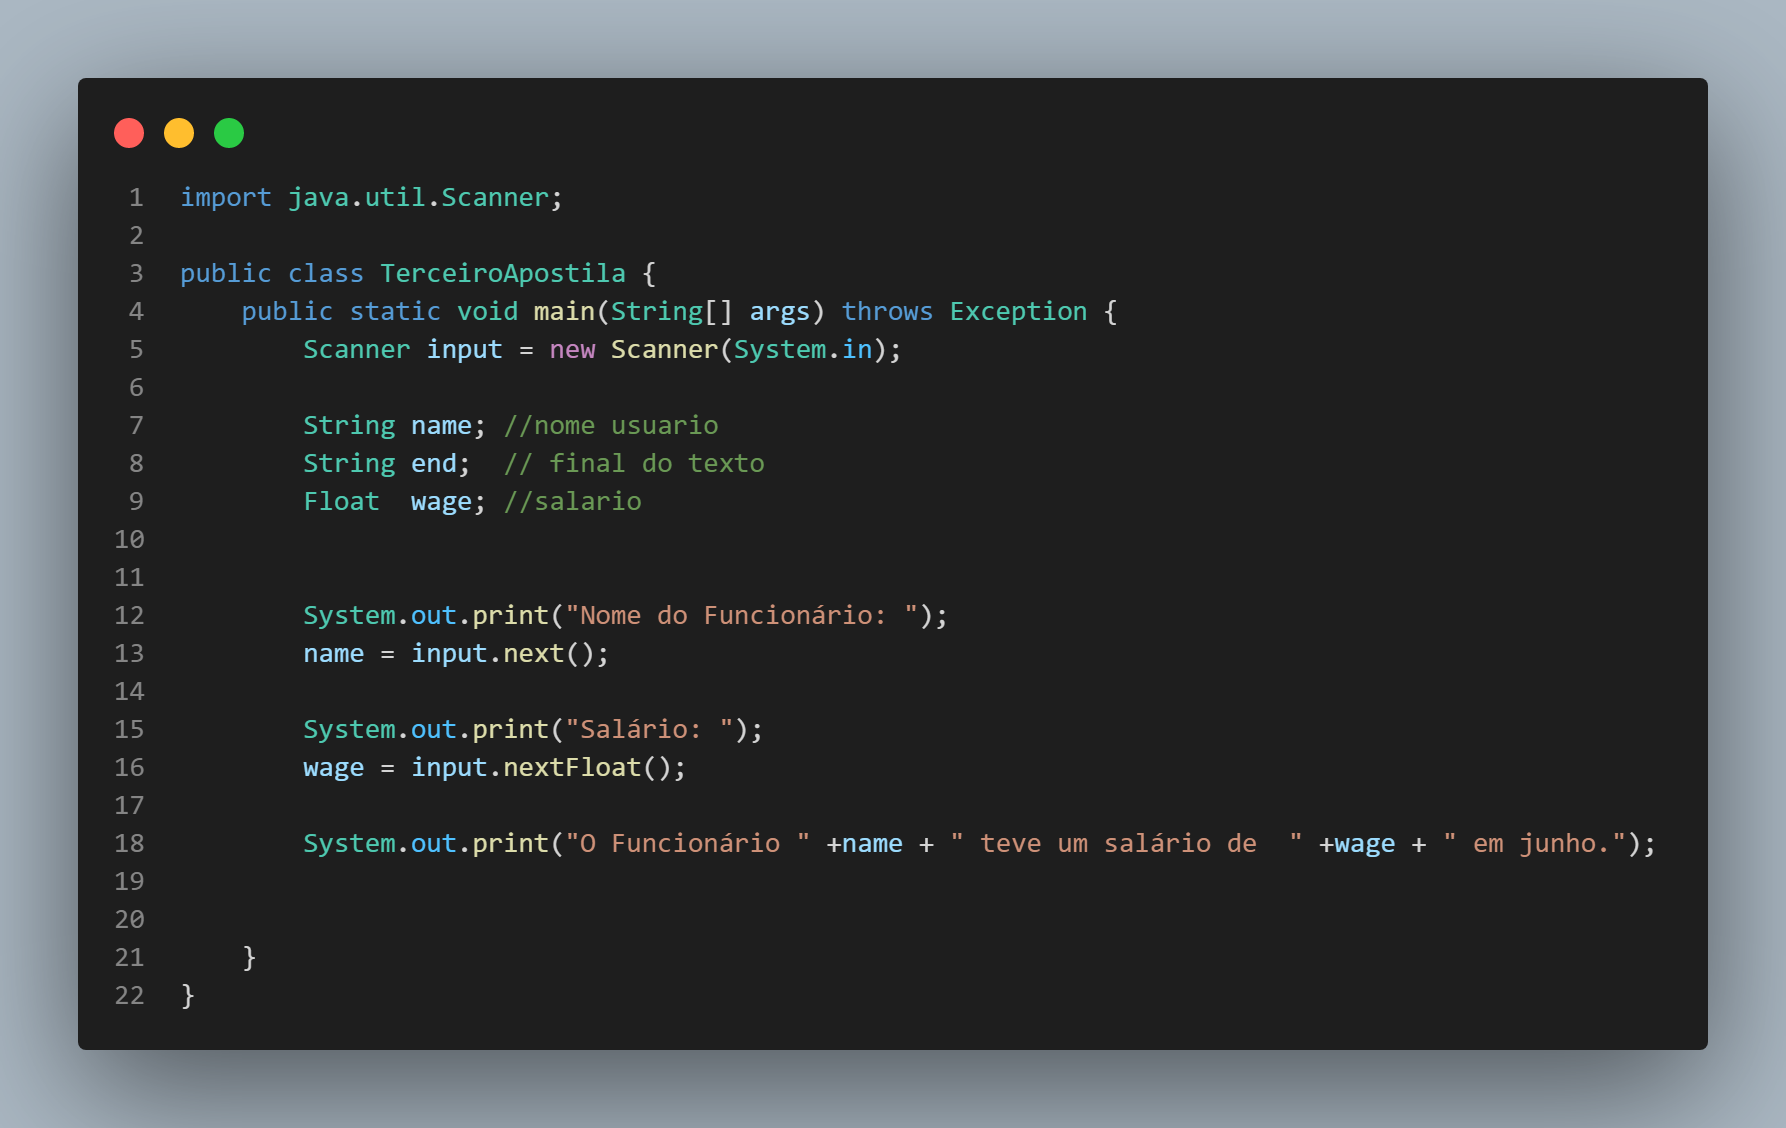 1 import java.util.Scanner;
2
3 public class TerceiroApostila {
4     public static void main(String[] args) throws Exception {
5         Scanner input = new Scanner(System.in);
6
7         String name; //nome usuario
8         String end;  // final do texto
9         Float  wage; //salario
10
11
12         System.out.print("Nome do Funcionário: ");
13         name = input.next();
14
15         System.out.print("Salário: ");
16         wage = input.nextFloat();
17
18         System.out.print("O Funcionário " +name + " teve um salário de  " +wage + " em junho.");
19
20
21     }
22 }